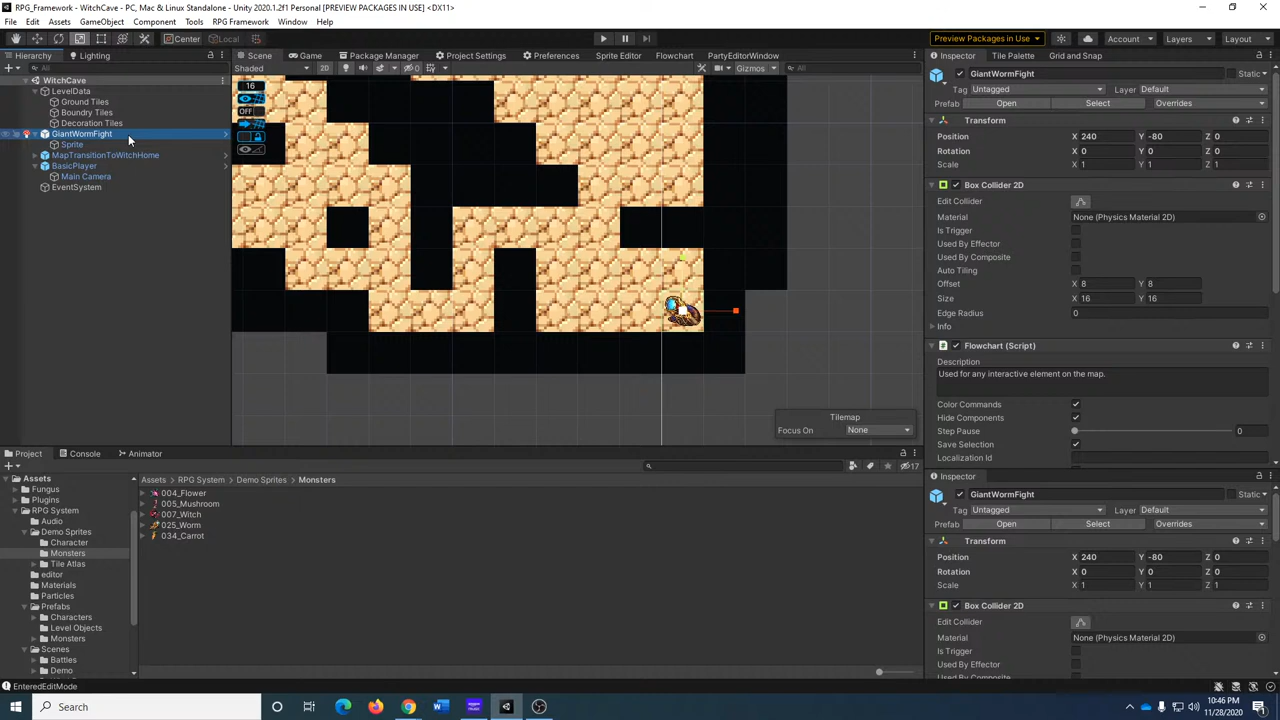 RPG_Framework - WitchCave - PC, Mac & Linux Standalone - Unity 2020.1.2f1 Personal [PREVIEW PACKAGES IN USE] <DX11>
File Edit Assets GameObject Component Tools RPG Framework Window Help
Center Local Preview Packages in Use Account Layers Layout
Hierarchy Lighting
All
WitchCave
LevelData
Ground Tiles
Boundry Tiles
Decoration Tiles
GiantWormFight
Sprite
MapTransitionToWitchHome
BasicPlayer
Main Camera
EventSystem
Scene Game Package Manager Project Settings Preferences Sprite Editor Flowchart PartyEditorWindow
Shaded 2D 0 Gizmos All
16
OFF
Tilemap
Focus On None
Inspector Tile Palette Grid and Snap
GiantWormFight Static
Tag Untagged Layer Default
Prefab Open Select Overrides
Transform
Position X 240 Y -80 Z 0
Rotation X 0 Y 0 Z 0
Scale X 1 Y 1 Z 1
Box Collider 2D
Edit Collider
Material None (Physics Material 2D)
Is Trigger
Used By Effector
Used By Composite
Auto Tiling
Offset X 8 Y 8
Size X 16 Y 16
Edge Radius 0
Info
Flowchart (Script)
Description
Used for any interactive element on the map.
Color Commands
Hide Components
Step Pause 0
Save Selection
Localization Id
Inspector
GiantWormFight Static
Tag Untagged Layer Default
Prefab Open Select Overrides
Transform
Position X 240 Y -80 Z 0
Rotation X 0 Y 0 Z 0
Scale X 1 Y 1 Z 1
Box Collider 2D
Edit Collider
Material None (Physics Material 2D)
Is Trigger
Used By Effector
Project Console Animator
17
Assets
Fungus
Plugins
RPG System
Audio
Demo Sprites
Character
Monsters
Tile Atlas
editor
Materials
Particles
Prefabs
Characters
Level Objects
Monsters
Scenes
Battles
Demo
Assets > RPG System > Demo Sprites > Monsters
004_Flower
005_Mushroom
007_Witch
025_Worm
034_Carrot
EnteredEditMode
Search
10:46 PM
11/28/2020